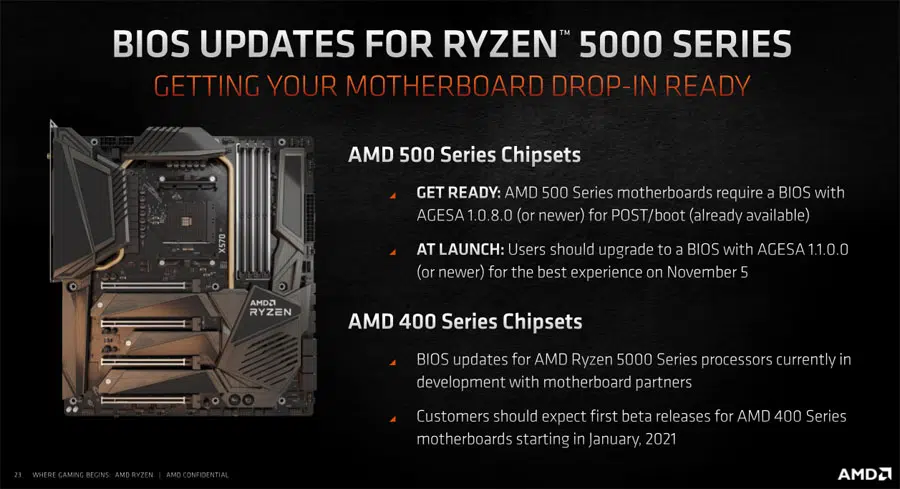 BIOS UPDATES FOR RYZEN™ 5000 SERIES
GETTING YOUR MOTHERBOARD DROP-IN READY
X570
AMD
RYZEN
AMD 500 Series Chipsets
GET READY: AMD 500 Series motherboards require a BIOS with
AGESA 1.0.8.0 (or newer) for POST/boot (already available)
AT LAUNCH: Users should upgrade to a BIOS with AGESA 1.1.0.0
(or newer) for the best experience on November 5
AMD 400 Series Chipsets
BIOS updates for AMD Ryzen 5000 Series processors currently in
development with motherboard partners
Customers should expect first beta releases for AMD 400 Series
motherboards starting in January, 2021
21 WHERE GAMING BEGINS: AMD RYZEN | AMD CONFIDENTIAL
AMD